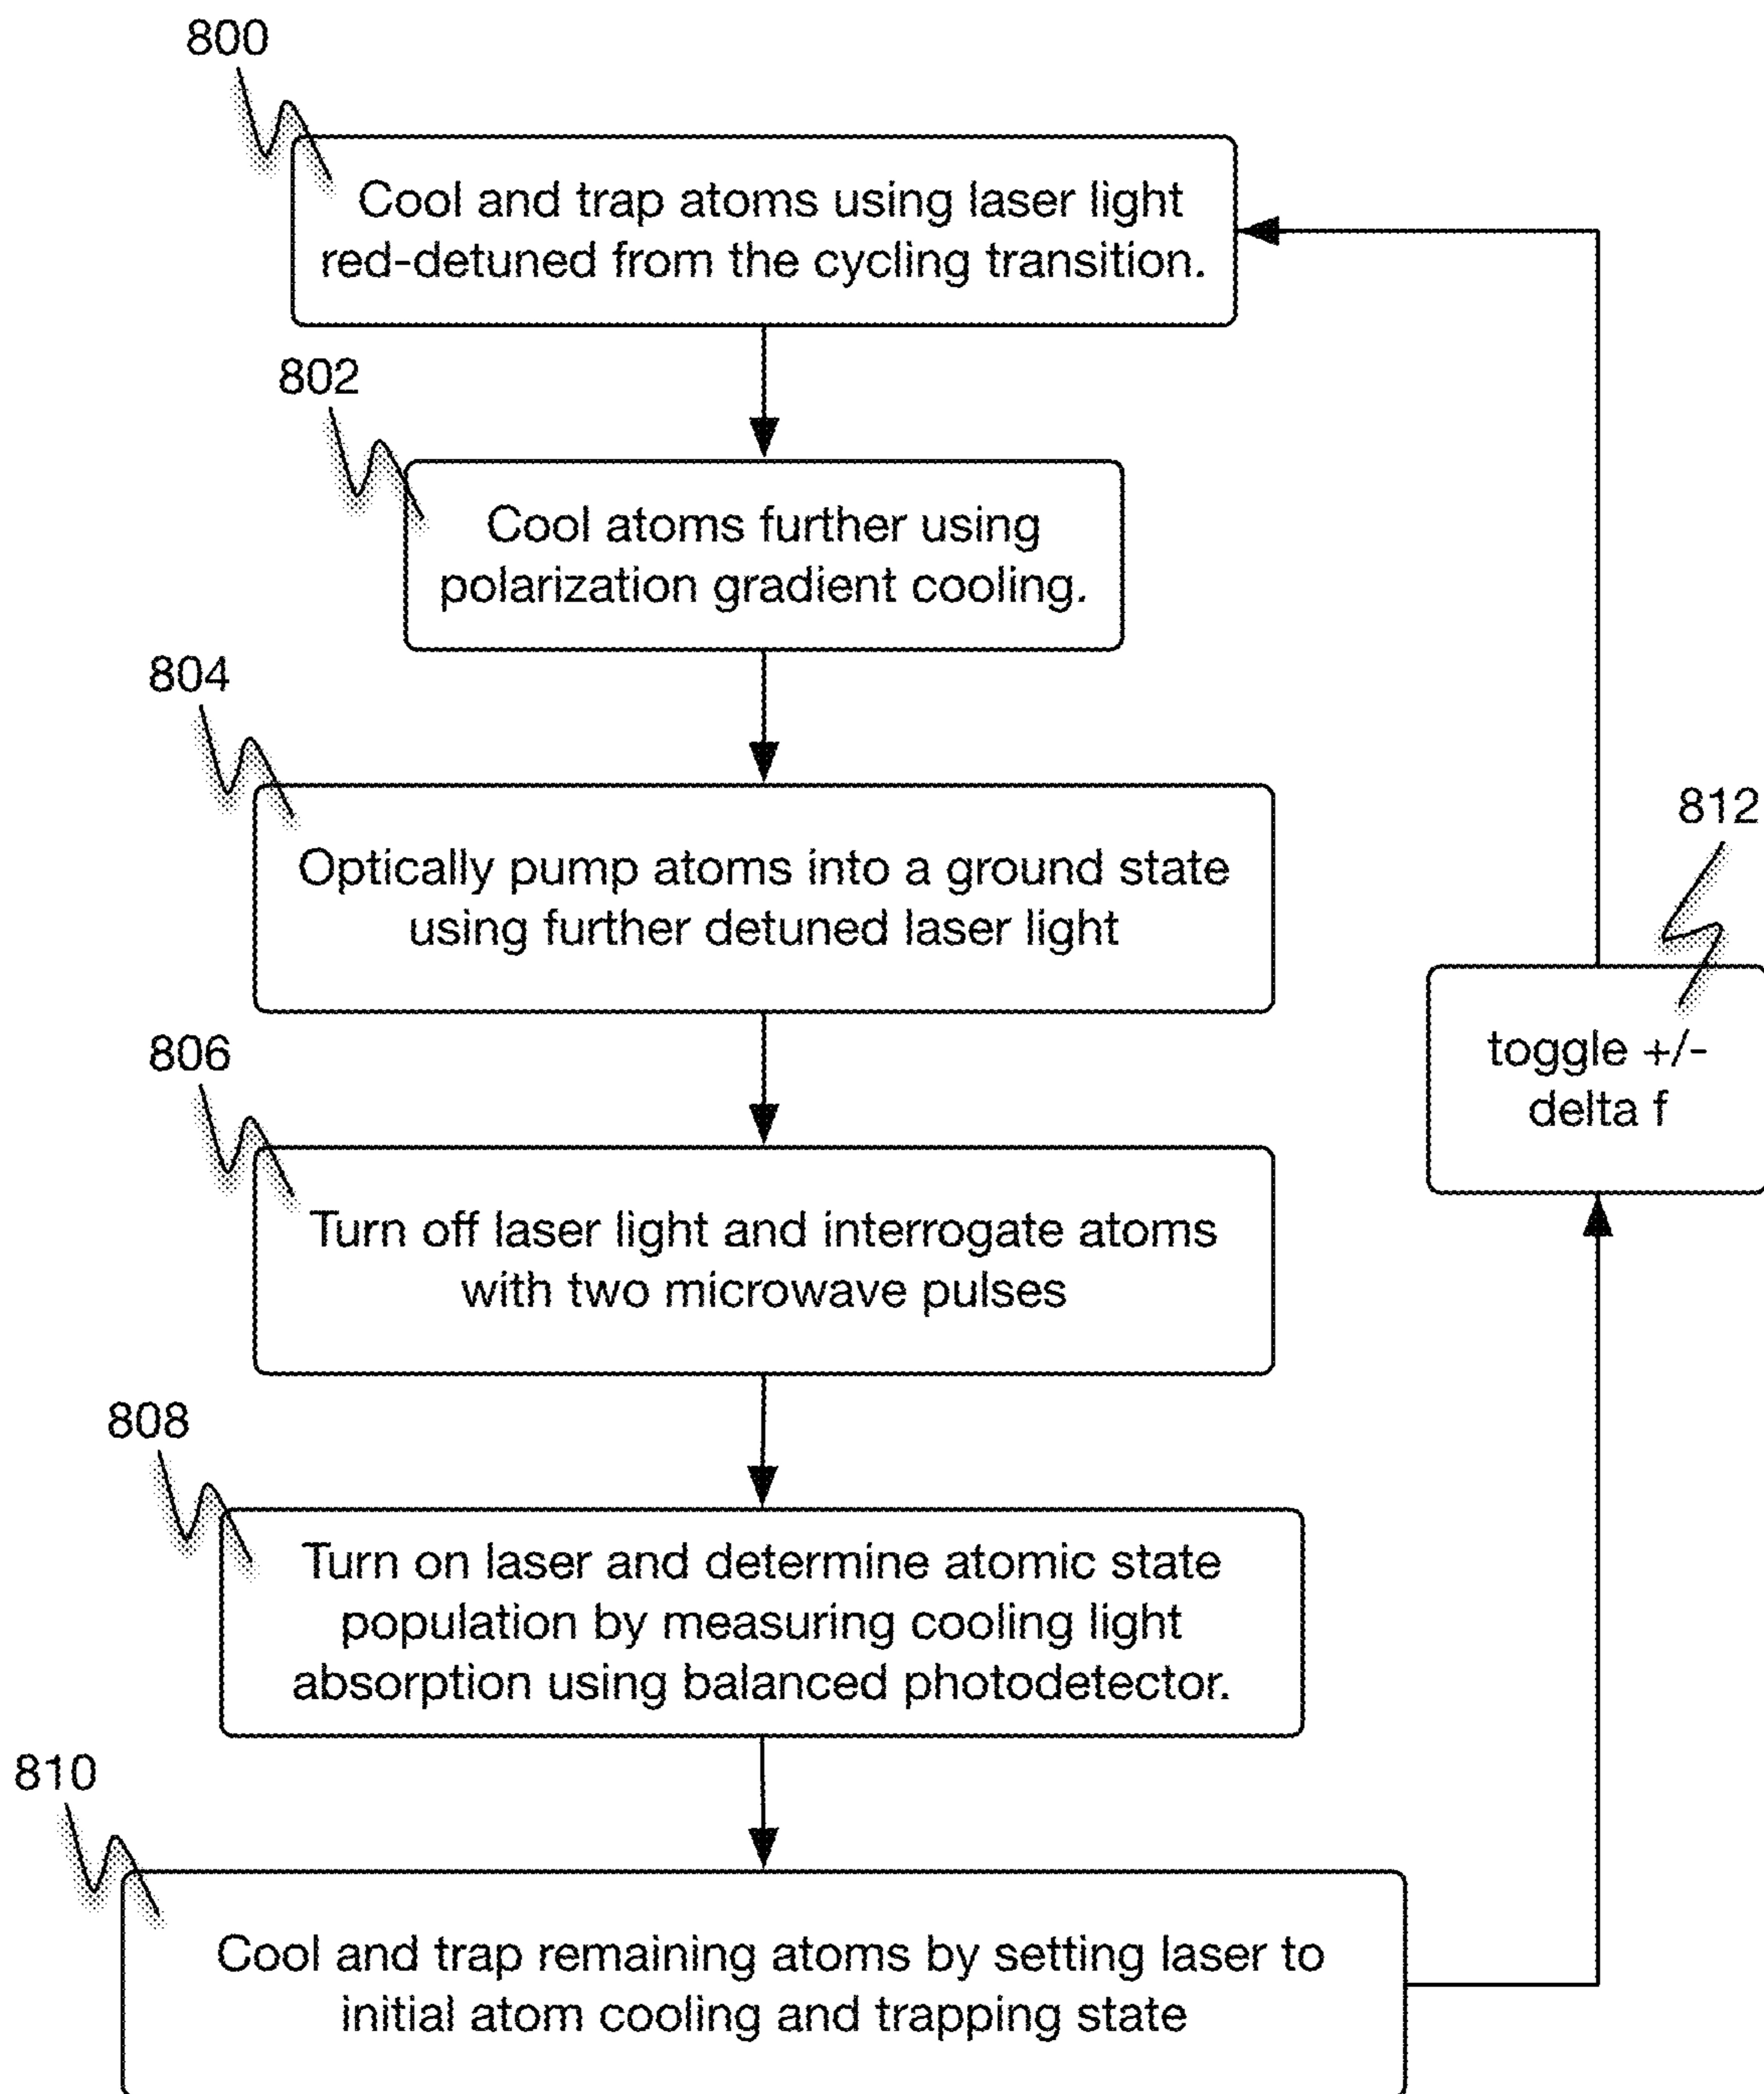 800
Cool and trap atoms using laser light
red-detuned from the cycling transition.
802
Cool atoms further using
polarization gradient cooling.
804
Optically pump atoms into a ground state
using further detuned laser light
812
toggle +/-
delta f
806
Turn off laser light and interrogate atoms
with two microwave pulses
808
Turn on laser and determine atomic state
population by measuring cooling light
absorption using balanced photodetector.
810
Cool and trap remaining atoms by setting laser to
initial atom cooling and trapping state